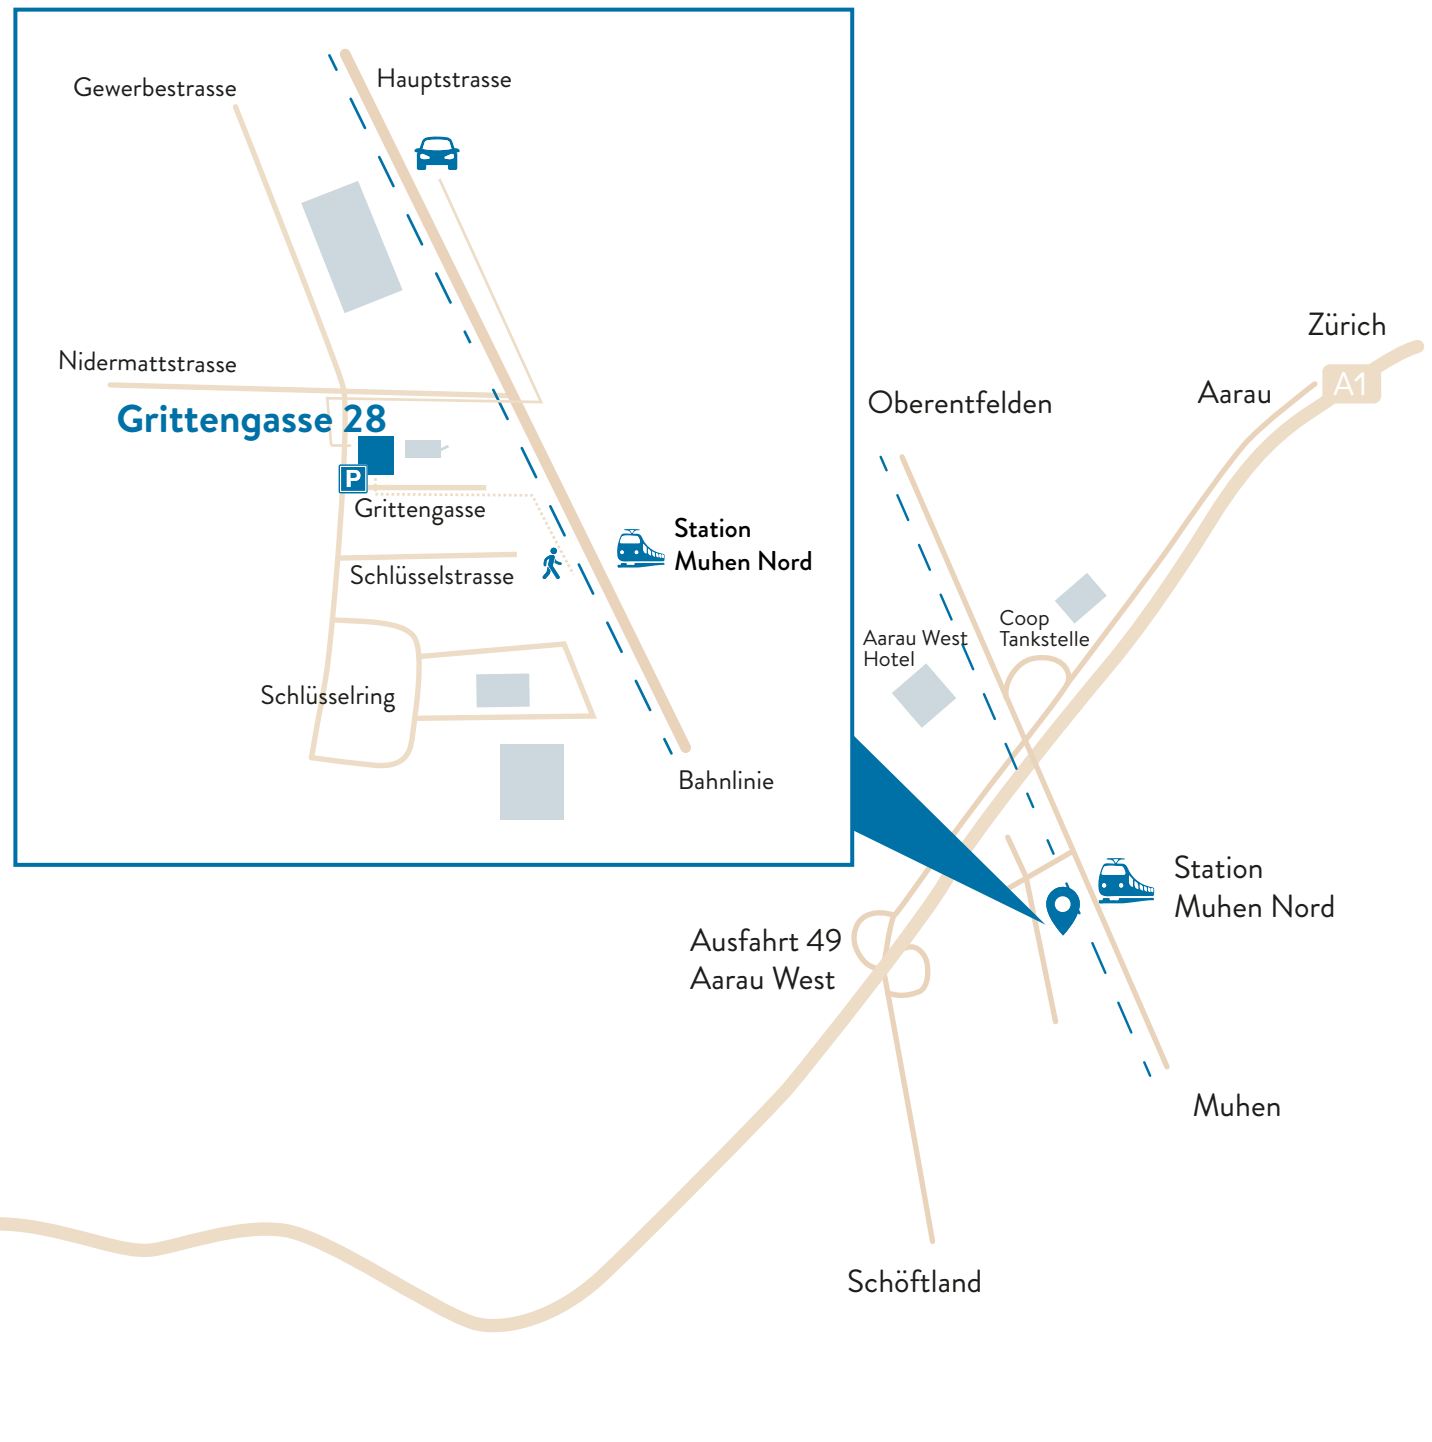 Hauptstrasse
Gewerbestrasse
Nidermattstrasse
Grittengasse 28
P
Grittengasse
Station
Muhen Nord
Schlüsselstrasse
Schlüsselring
Bahnlinie
Zürich
A1
Aarau
Oberentfelden
Coop
Tankstelle
Aarau West
Hotel
Station
Muhen Nord
Ausfahrt 49
Aarau West
Muhen
Schöftland